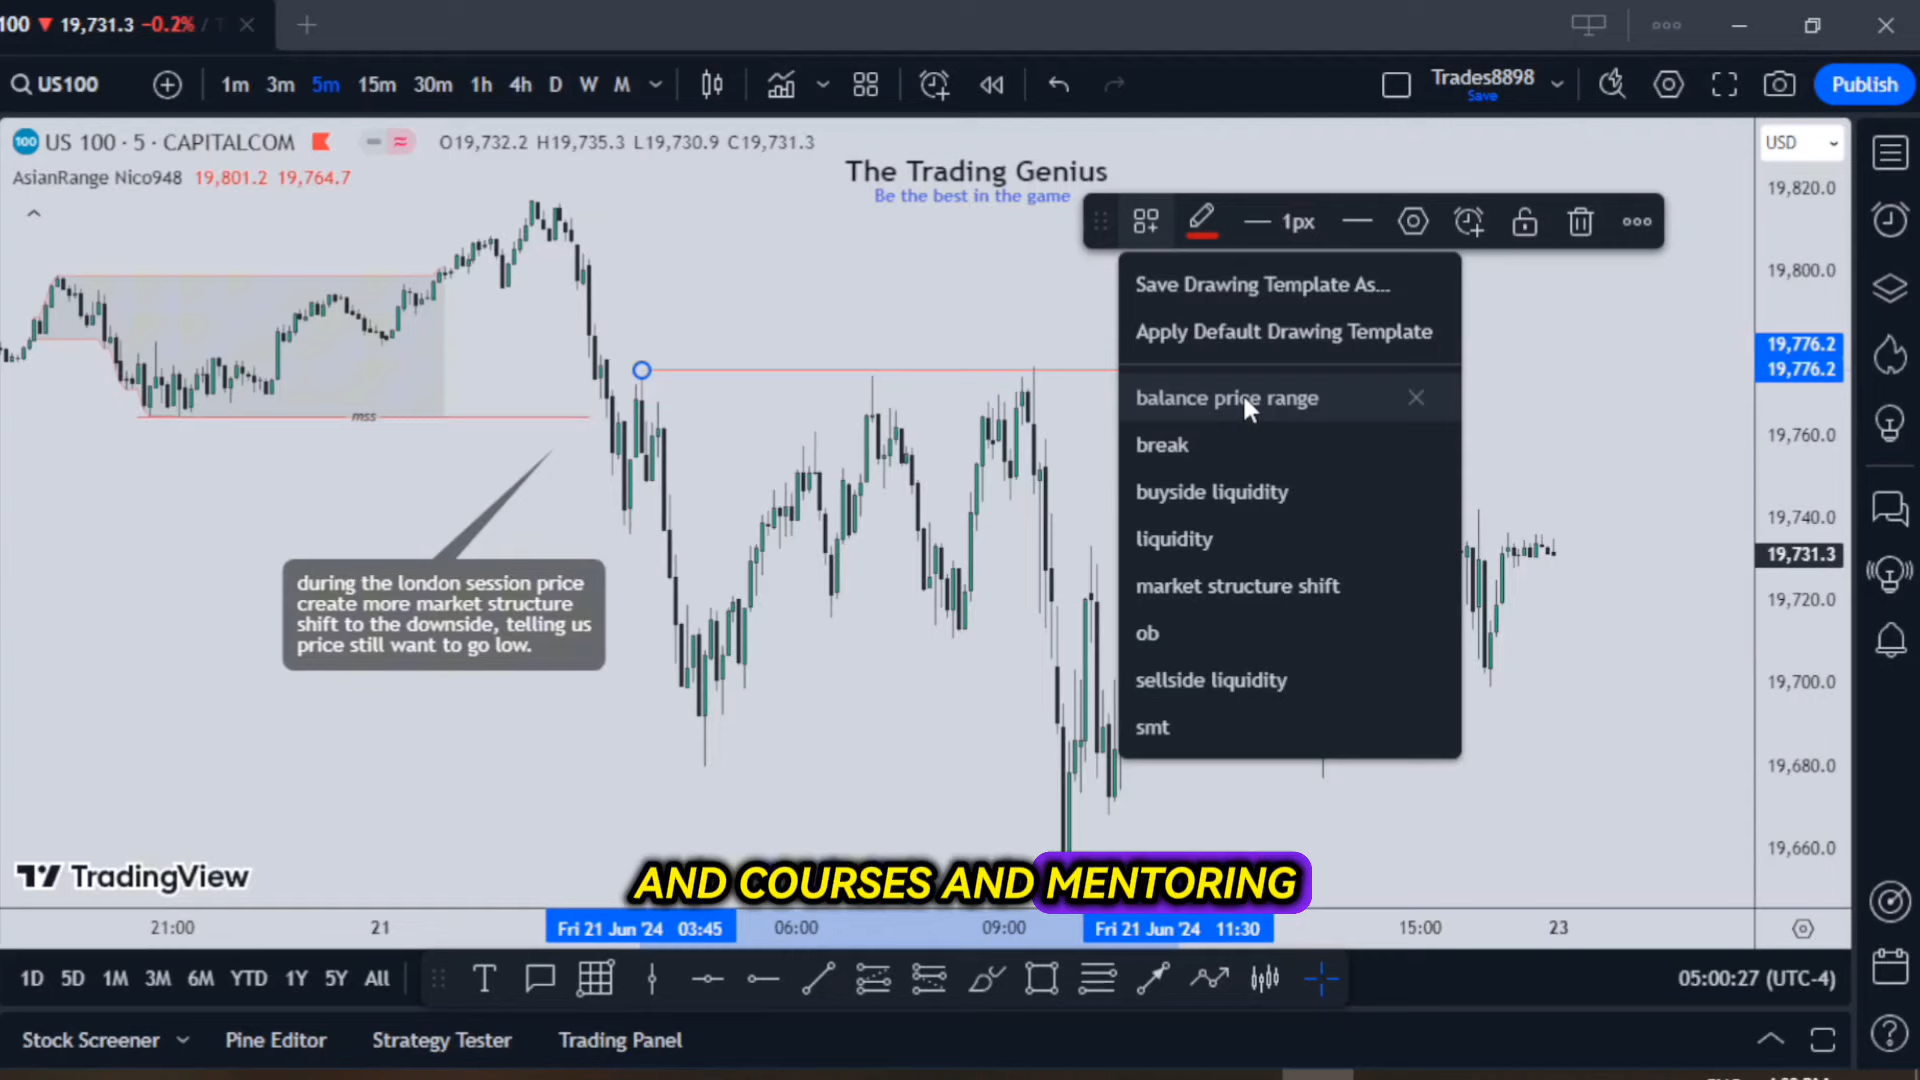 100 ▼ 19,731.3 −0.2% /
US100 1m 3m 5m 15m 30m 1h 4h D W M Trades8898 Save Publish
100 US 100 · 5 · CAPITALCOM O19,732.2 H19,735.3 L19,730.9 C19,731.3
AsianRange Nico948 19,801.2 19,764.7
The Trading Genius
Be the best in the game
USD
1px
Save Drawing Template As...
Apply Default Drawing Template
balance price range
break
buyside liquidity
liquidity
market structure shift
ob
sellside liquidity
smt
mss
during the london session price
create more market structure
shift to the downside, telling us
price still want to go low.
19,820.0
19,800.0
19,776.2
19,776.2
19,760.0
19,740.0
19,731.3
19,720.0
19,700.0
19,680.0
19,660.0
TradingView
AND COURSES AND MENTORING
21:00 21 Fri 21 Jun '24 03:45 06:00 09:00 Fri 21 Jun '24 11:30 15:00 23
1D 5D 1M 3M 6M YTD 1Y 5Y All 05:00:27 (UTC-4)
Stock Screener Pine Editor Strategy Tester Trading Panel